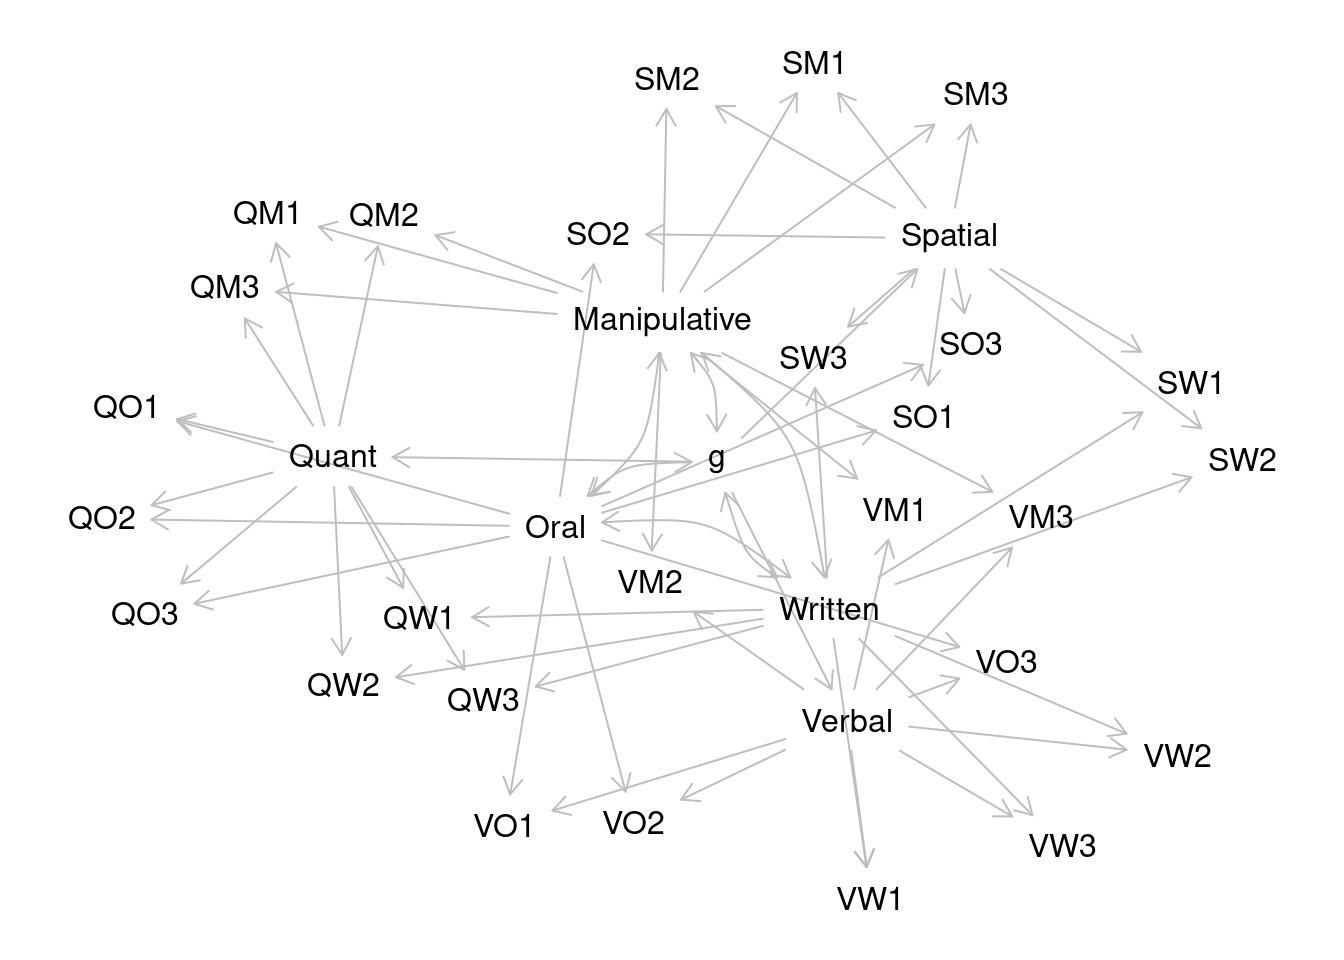 SM1
SM2
SM3
QM1
QM2
SO2
Spatial
QM3
Manipulative
SO3
SW3
SW1
QO1
SO1
Quant
g
SW2
VM1
QO2
VM3
Oral
VM2
Written
QO3
QW1
VO3
QW2
QW3
Verbal
VW2
VO1
VO2
VW3
VW1